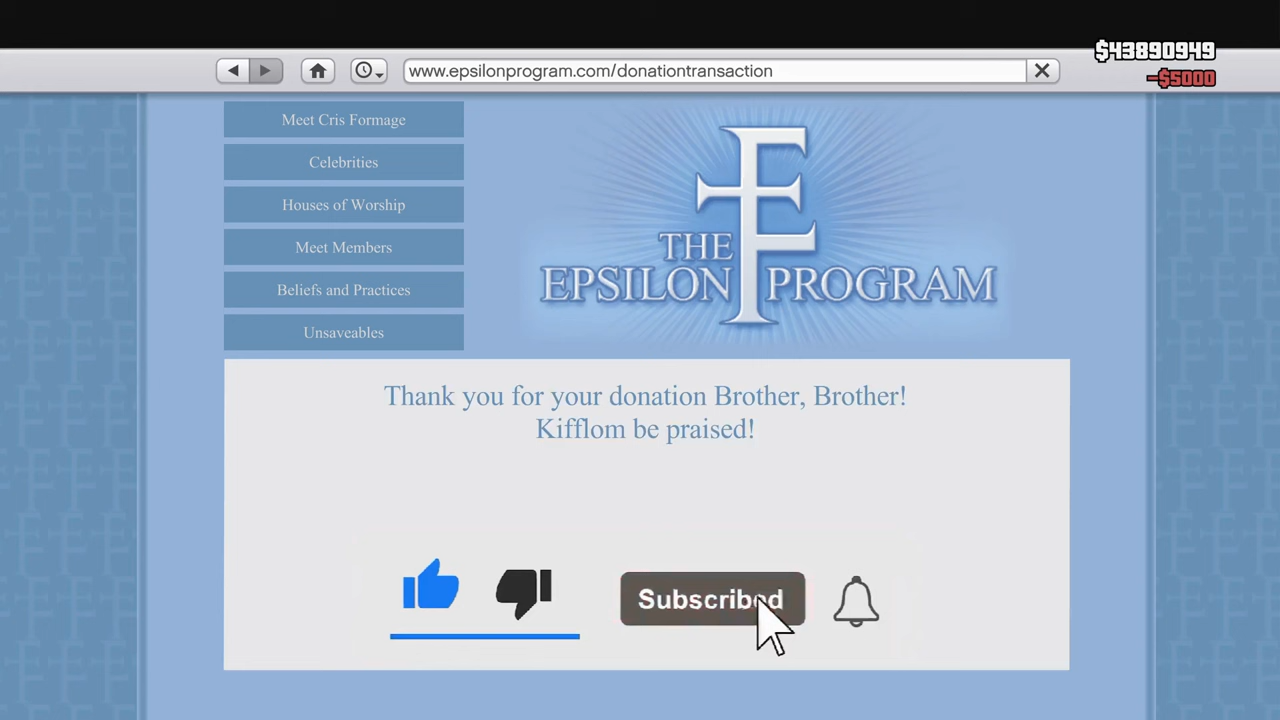 $43890949
-$5000
www.epsilonprogram.com/donationtransaction
Meet Cris Formage
Celebrities
Houses of Worship
Meet Members
Beliefs and Practices
Unsaveables
THE
EPSILON PROGRAM
Thank you for your donation Brother, Brother!
Kifflom be praised!
Subscribed